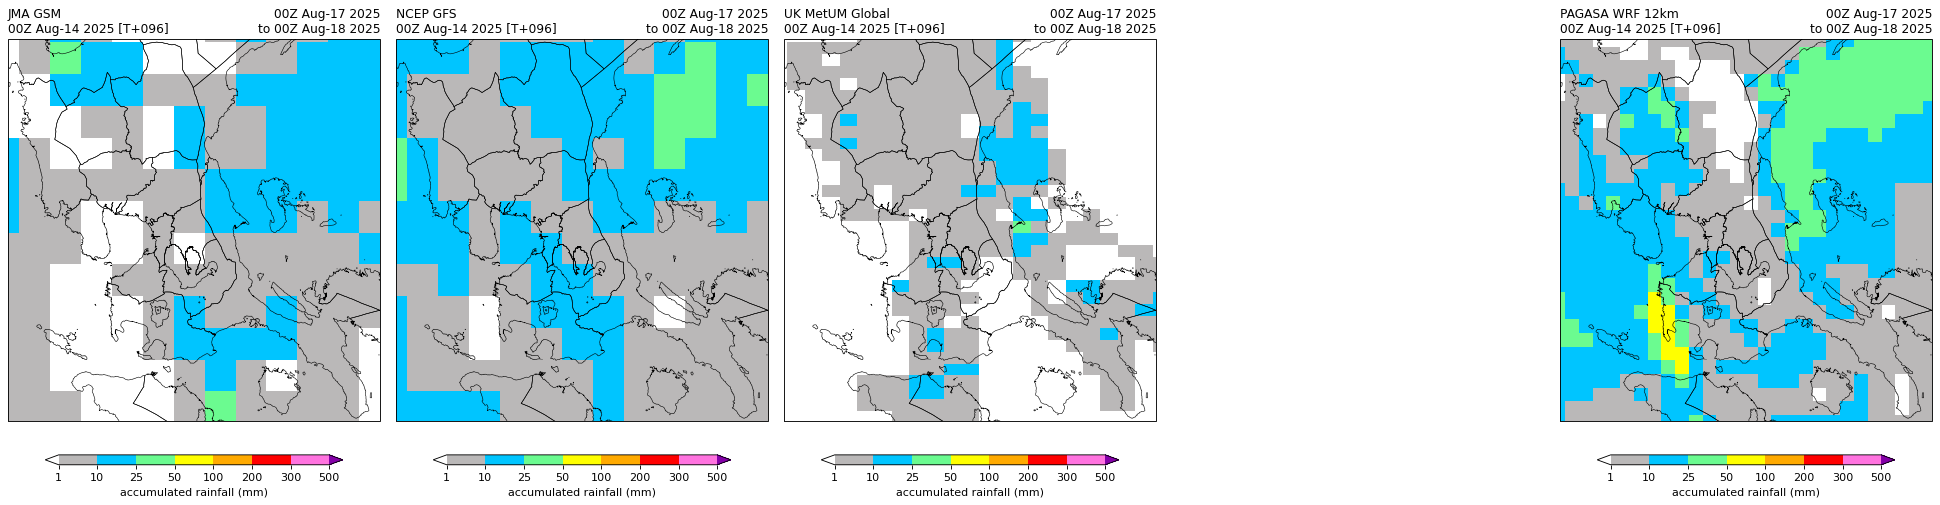 JMA GSM 00Z Aug-17 2025
00Z Aug-14 2025 [T+096] to 00Z Aug-18 2025
1 10 25 50 100 200 300 500
accumulated rainfall (mm)
NCEP GFS 00Z Aug-17 2025
00Z Aug-14 2025 [T+096] to 00Z Aug-18 2025
1 10 25 50 100 200 300 500
accumulated rainfall (mm)
UK MetUM Global 00Z Aug-17 2025
00Z Aug-14 2025 [T+096] to 00Z Aug-18 2025
1 10 25 50 100 200 300 500
accumulated rainfall (mm)
PAGASA WRF 12km 00Z Aug-17 2025
00Z Aug-14 2025 [T+096] to 00Z Aug-18 2025
1 10 25 50 100 200 300 500
accumulated rainfall (mm)